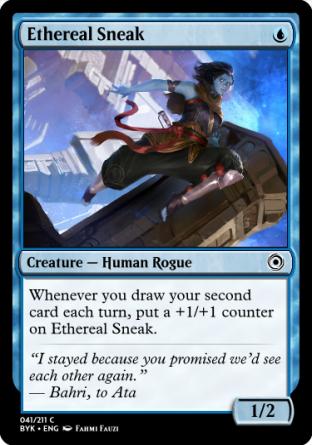 Ethereal Sneak
Creature — Human Rogue
Whenever you draw your second
card each turn, put a +1/+1 counter
on Ethereal Sneak.
“I stayed because you promised we’d see
each other again.”
— Bahri, to Ata
1/2
041/211 C
BYK • ENG Fahmi Fauzi